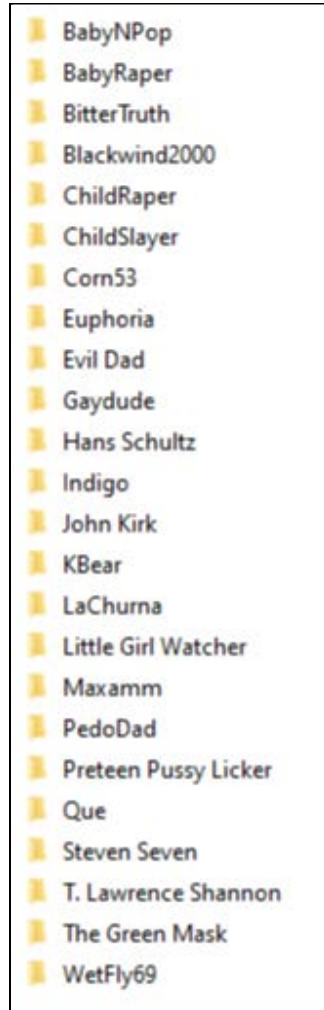 BabyNPop
BabyRaper
BitterTruth
Blackwind2000
ChildRaper
ChildSlayer
Corn53
Euphoria
Evil Dad
Gaydude
Hans Schultz
Indigo
John Kirk
KBear
LaChurna
Little Girl Watcher
Maxamm
PedoDad
Preteen Pussy Licker
Que
Steven Seven
T. Lawrence Shannon
The Green Mask
WetFly69